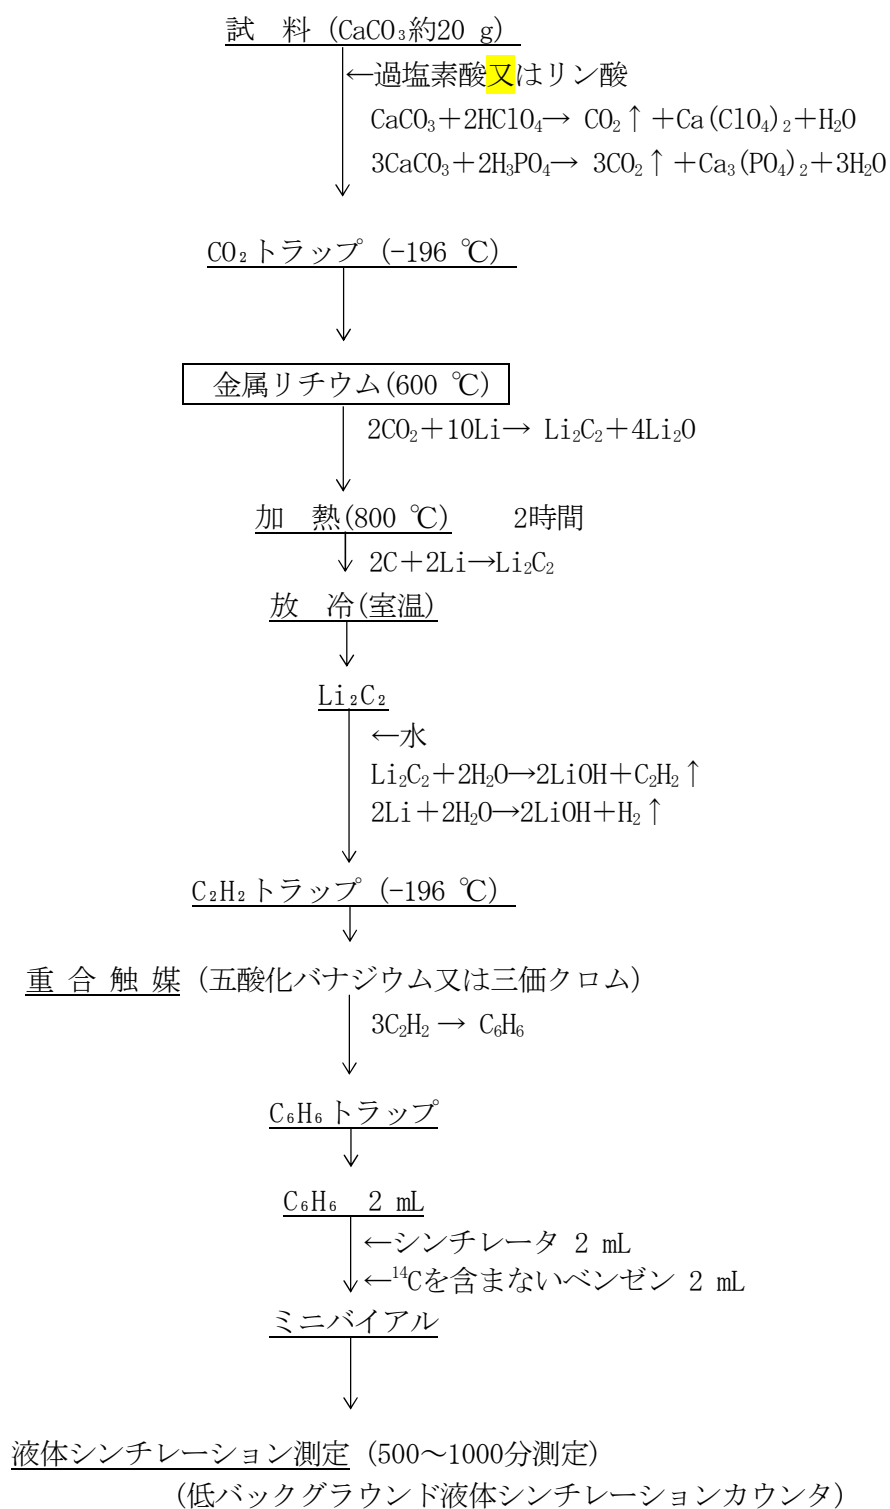 試　料 (CaCO₃約20 g)
←過塩素酸又はリン酸
CaCO₃＋2HClO₄→ CO₂↑＋Ca(ClO₄)₂＋H₂O
3CaCO₃＋2H₃PO₄→ 3CO₂↑＋Ca₃(PO₄)₂＋3H₂O
CO₂トラップ (-196 ℃)
金属リチウム(600 ℃)
2CO₂＋10Li→ Li₂C₂＋4Li₂O
加　熱(800 ℃)　　2時間
2C＋2Li→Li₂C₂
放　冷(室温)
Li₂C₂
←水
Li₂C₂＋2H₂O→2LiOH＋C₂H₂↑
2Li＋2H₂O→2LiOH＋H₂↑
C₂H₂トラップ (-196 ℃)
重 合 触 媒 (五酸化バナジウム又は三価クロム)
3C₂H₂ → C₆H₆
C₆H₆トラップ
C₆H₆　2 mL
←シンチレータ 2 mL
←¹⁴Cを含まないベンゼン 2 mL
ミニバイアル
液体シンチレーション測定 (500～1000分測定)
(低バックグラウンド液体シンチレーションカウンタ)